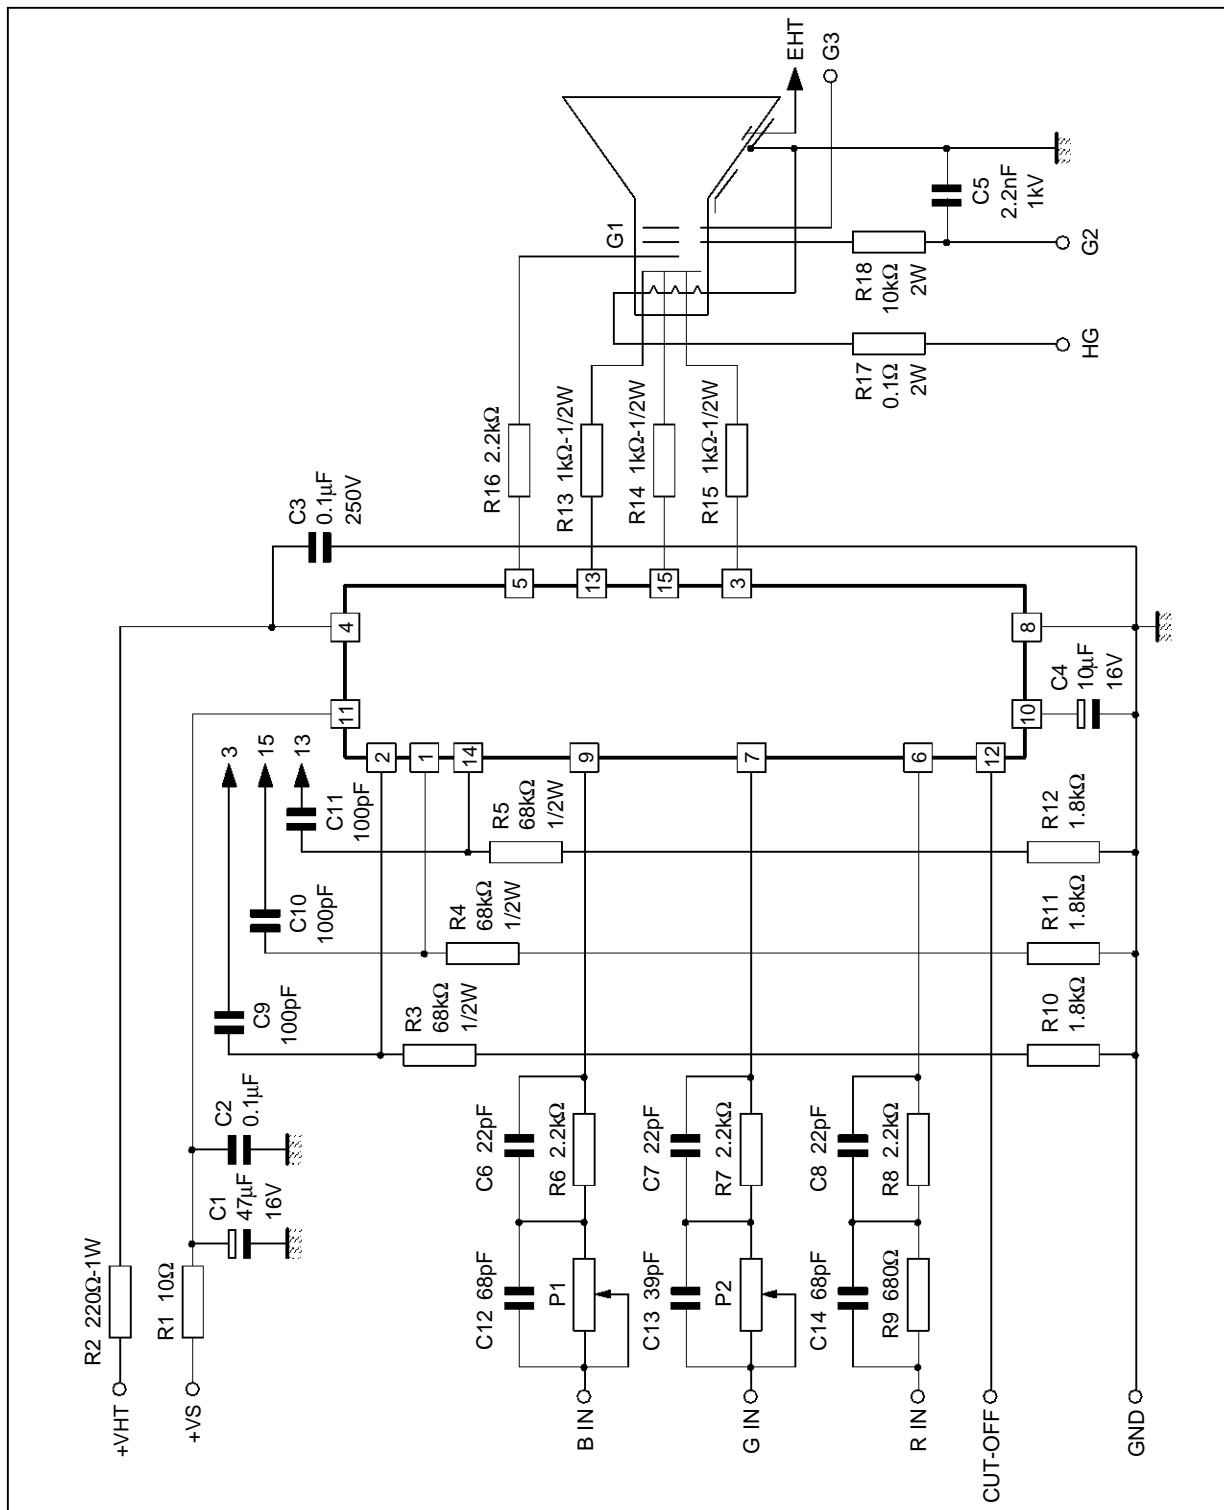 EHT
G3
G1
C5
2.2nF
1kV
R18
10kΩ
2W
G2
R17
0.1Ω
2W
HG
R16 2.2kΩ
R13 1kΩ-1/2W
R14 1kΩ-1/2W
R15 1kΩ-1/2W
C3
0.1µF
250V
5
13
15
3
4
8
11
10
C4
10µF
16V
2
1
14
9
7
6
12
3
15
13
C11
100pF
C10
100pF
C9
100pF
R5
68kΩ
1/2W
R4
68kΩ
1/2W
R3
68kΩ
1/2W
R12
1.8kΩ
R11
1.8kΩ
R10
1.8kΩ
C2
0.1µF
C1
47µF
16V
C6 22pF
R6 2.2kΩ
C7 22pF
R7 2.2kΩ
C8 22pF
R8 2.2kΩ
R2 220Ω-1W
R1 10Ω
C12 68pF
P1
C13 39pF
P2
C14 68pF
R9 680Ω
+VHT
+VS
B IN
G IN
R IN
CUT-OFF
GND